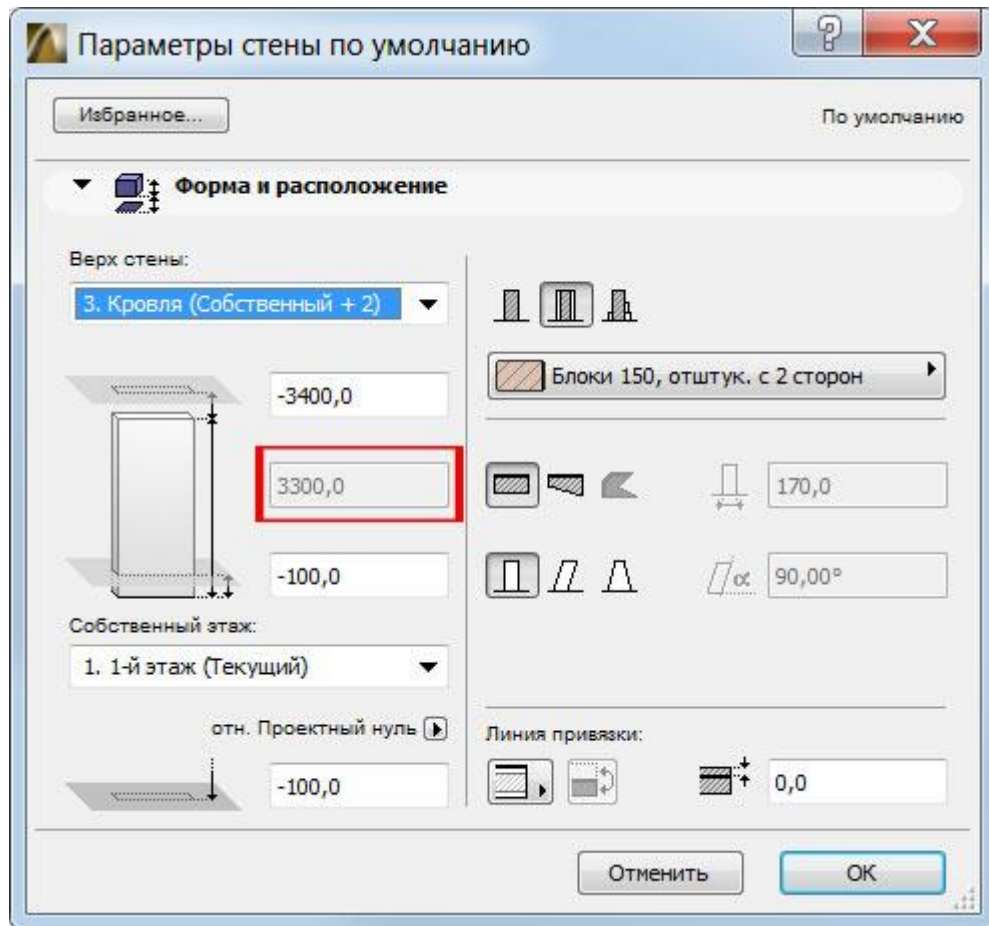 Параметры стены по умолчанию
Избранное...
По умолчанию
Форма и расположение
Верх стены:
3. Кровля (Собственный + 2)
-3400,0
3300,0
-100,0
Собственный этаж:
1. 1-й этаж (Текущий)
отн. Проектный нуль
-100,0
Блоки 150, отштук. с 2 сторон
170,0
α
90,00°
Линия привязки:
0,0
Отменить
OK